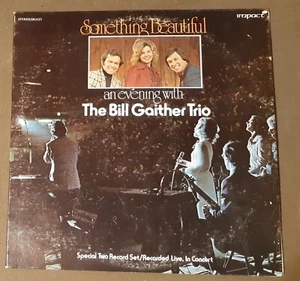 Something Beautiful
impact
an evening with
The Bill Gaither Trio
Special Two Record Set/Recorded Live, In Concert